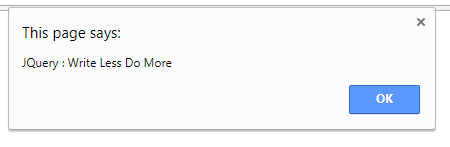 This page says:
JQuery : Write Less Do More
OK